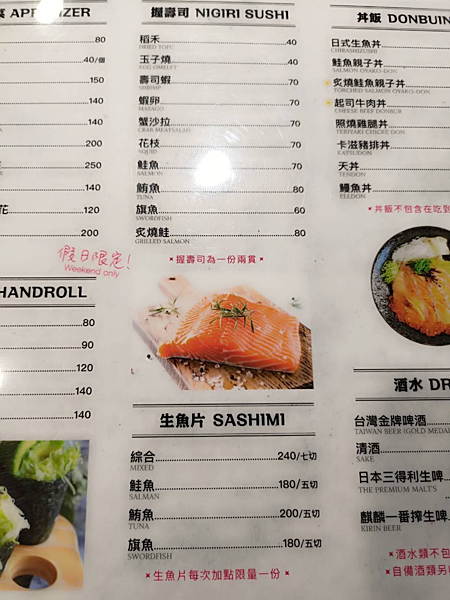 APPETIZER
80
40/個
150
250
140
花 120
200
假日限定!
Weekend only
HANDROLL
80
90
120
140
140
握壽司 NIGIRI SUSHI
稻禾 40
DRIED TOFU
玉子燒 40
EGG OMELET
壽司蝦 70
SHRIMP
蝦卵 70
MASAGO
蟹沙拉 70
CRAB MEATSALAD
花枝 70
SQUID
鮭魚 70
SALMON
鮪魚 80
TUNA
旗魚 60
SWORDFISH
炙燒鮭 80
GRILLED SALMON
×握壽司為一份兩貫×
生魚片 SASHIMI
綜合 240/七切
MIXED
鮭魚 180/五切
SALMAN
鮪魚 200/五切
TUNA
旗魚 180/五切
SWORDFISH
×生魚片每次加點限量一份×
丼飯 DONBUR
日式生魚丼
CHIRASHIZUSHI
鮭魚親子丼
SALMON OYAKO-DON
炙燒鮭魚親子丼
TORCHED SALMON OYAKO-DON
起司牛肉丼
CHEESE BEEF DONBUR
照燒雞腿丼
TERIYAKI CHICKE DON
卡滋豬排丼
KATSUDON
天丼
TENDON
鰻魚丼
EELDON
×丼飯不包含在吃到
酒水 DR
台灣金牌啤酒
TAIWAN BEER (GOLD MEDAL
清酒
SAKE
日本三得利生啤
THE PREMIUM MALT'S
麒麟一番搾生啤
KIRIN BEER
×酒水類不包
×自備酒類另